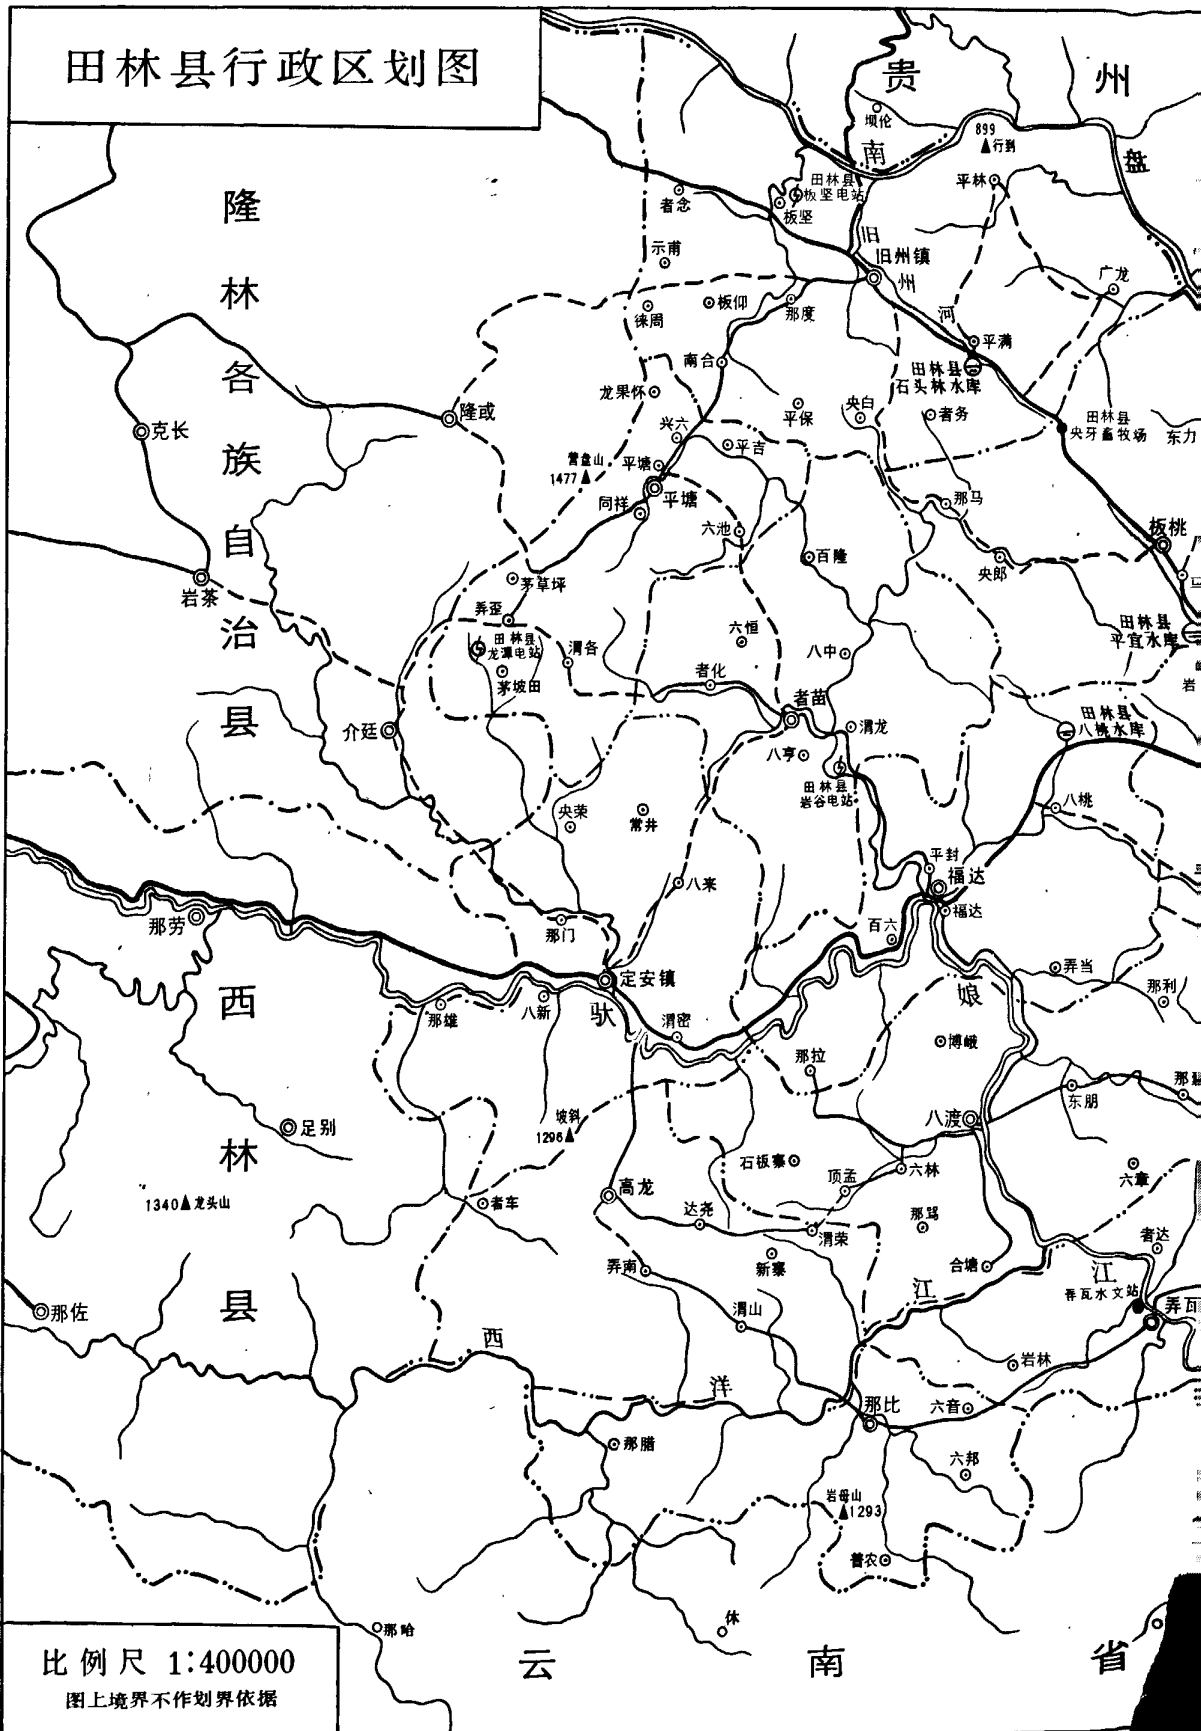 田林县行政区划图
贵州
坝伦
南
899
行到
盘
田林县
板坚电站
平林
者念
板坚
旧
示甫
旧州镇
广龙
州
徕周
板仰
那度
河
平满
南合
田林县
石头林水库
隆林各族自治县
龙果怀
平保
央白
者务
隆或
克长
兴六
平吉
田林县
央牙畜牧场
东力
营盘山
1477
平塘
平塘
同祥
六池
那马
板桃
百隆
央郎
岩茶
茅草坪
弄歪
田林县
龙潭电站
渭各
六恒
八中
田林县
平宜水库
茅坡田
者化
岩
者苗
介廷
渭龙
田林县
八桃水库
八亨
田林县
岩谷电站
央荣
常井
八桃
平封
八来
福达
福达
那劳
那门
百六
弄当
定安镇
那利
西林县
那雄
八新
驮
娘
渭密
博峨
那拉
东朋
坡斜
1296
八渡
足别
石板寨
六林
六章
顶孟
1340
龙头山
者车
高龙
达尧
渭荣
那骂
者达
弄南
新寨
合塘
江
江
弄瓦水文站
弄瓦
那佐
渭山
西
岩林
洋
那比
六音
那腊
六邦
岩母山
1293
普农
休
那哈
云南省
比例尺 1:400000
图上境界不作划界依据